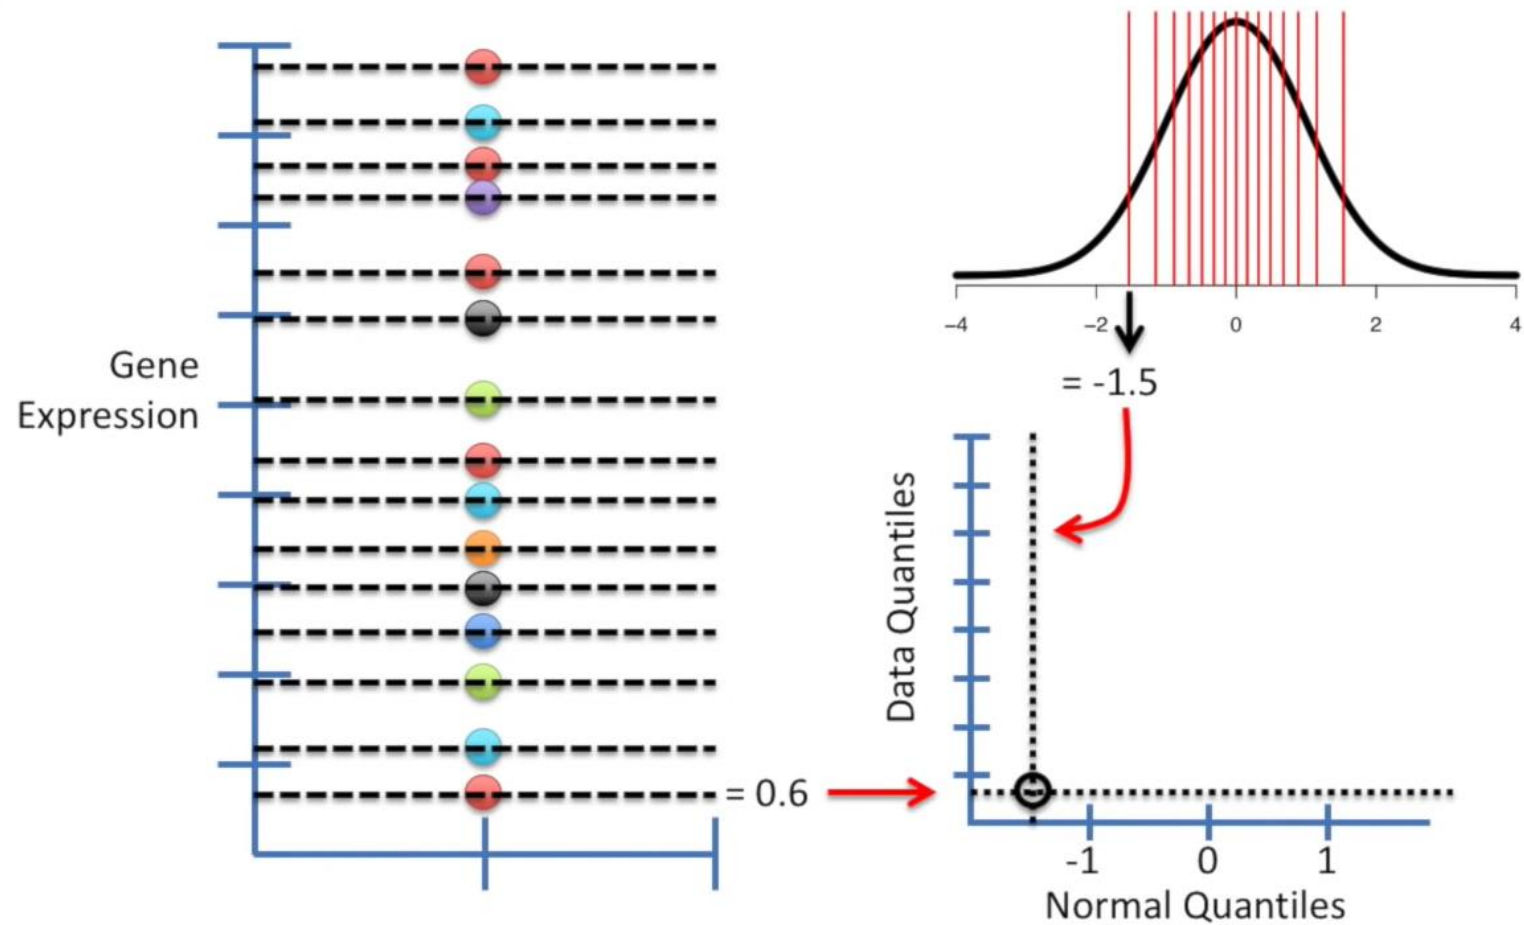 Gene
Expression
= 0.6
-4
-2
0
2
4
= -1.5
Data Quantiles
-1
0
1
Normal Quantiles